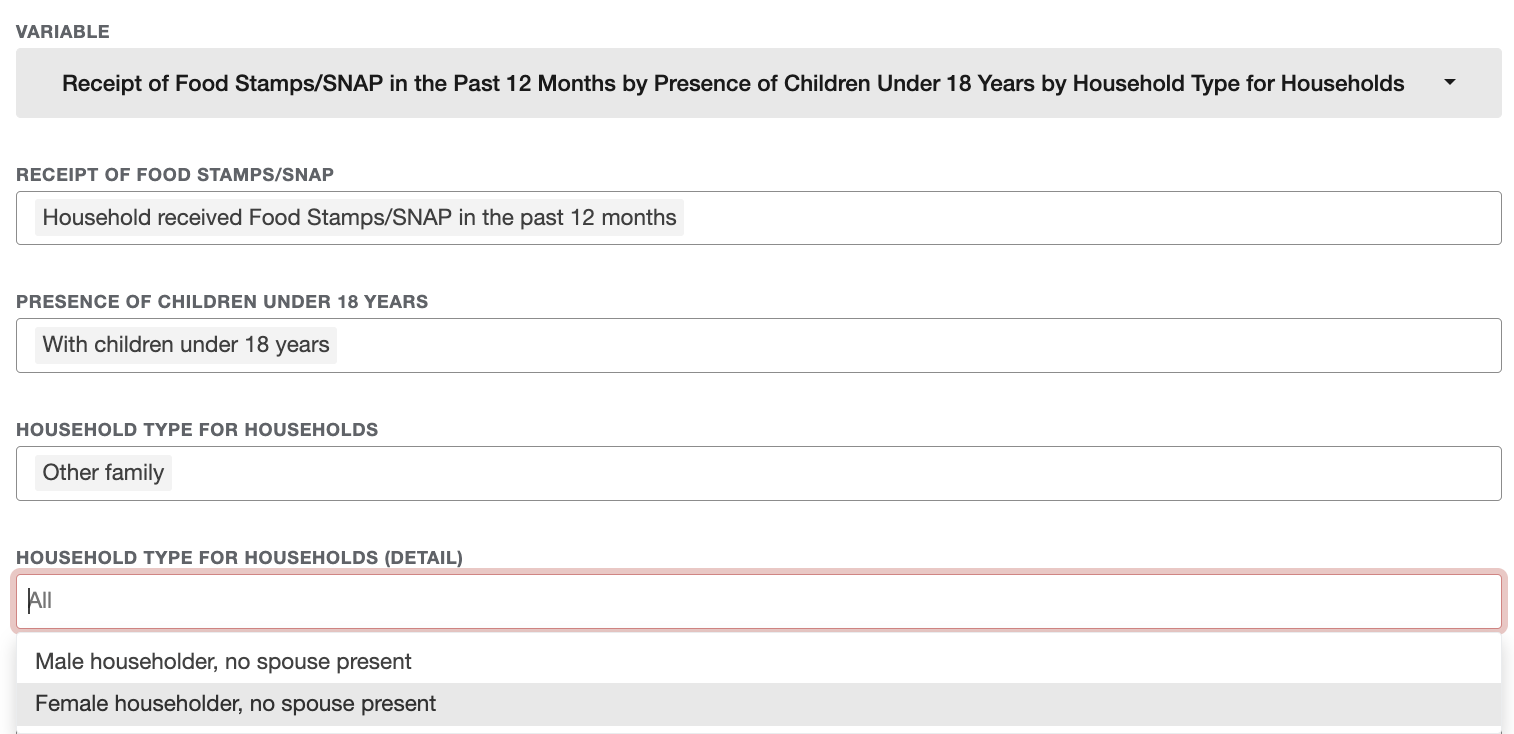 VARIABLE
Receipt of Food Stamps/SNAP in the Past 12 Months by Presence of Children Under 18 Years by Household Type for Households
RECEIPT OF FOOD STAMPS/SNAP
Household received Food Stamps/SNAP in the past 12 months
PRESENCE OF CHILDREN UNDER 18 YEARS
With children under 18 years
HOUSEHOLD TYPE FOR HOUSEHOLDS
Other family
HOUSEHOLD TYPE FOR HOUSEHOLDS (DETAIL)
All
Male householder, no spouse present
Female householder, no spouse present